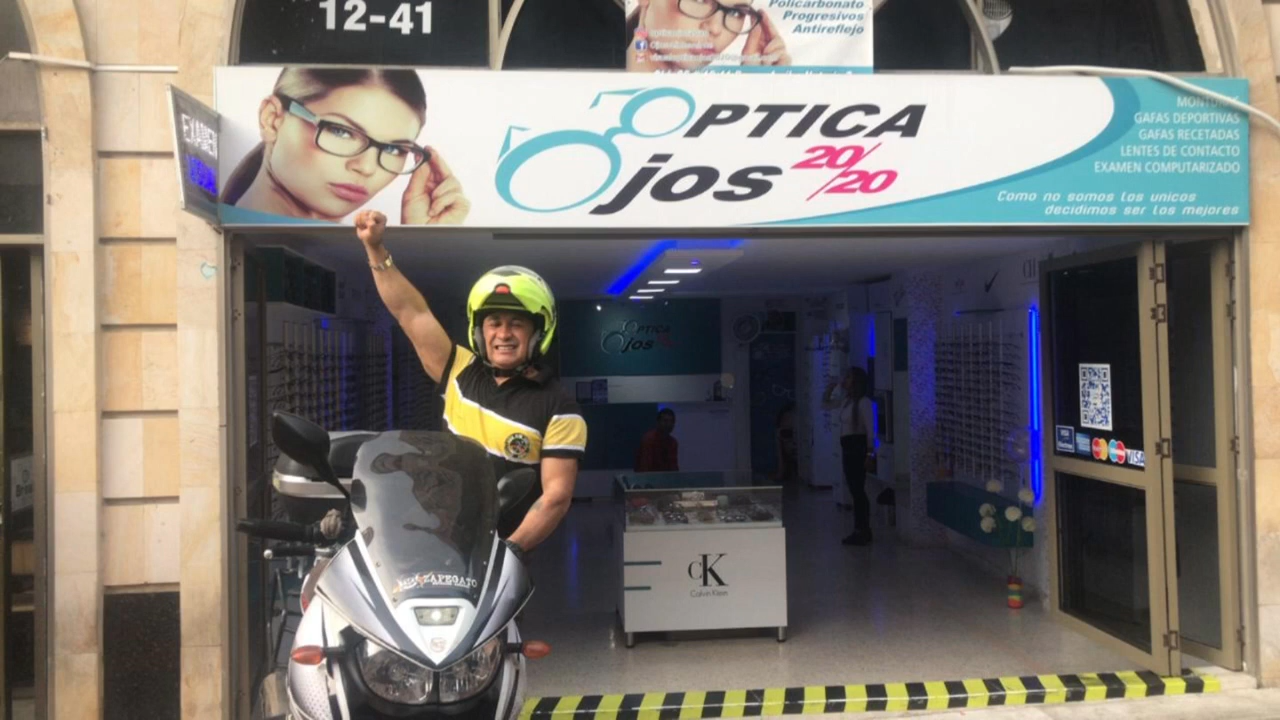 12-41
Policarbonato
Progresivos
Antireflejo
OPTICA
Ojos 20/20
GAFAS DEPORTIVAS
GAFAS RECETADAS
LENTES DE CONTACTO
EXAMEN COMPUTARIZADO
Como no somos los unicos
decidimos ser los mejores
EXAMEN
OPTICA
Ojos
CK
Calvin Klein
VISA
VISA